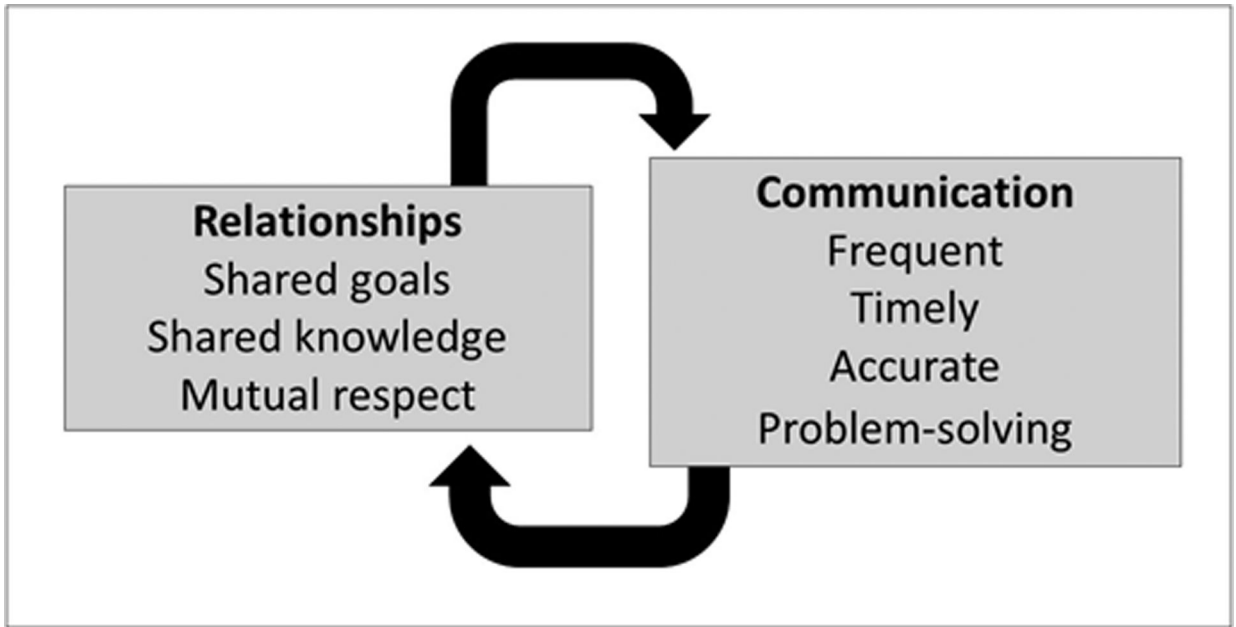 Relationships
Shared goals
Shared knowledge
Mutual respect
Communication
Frequent
Timely
Accurate
Problem-solving